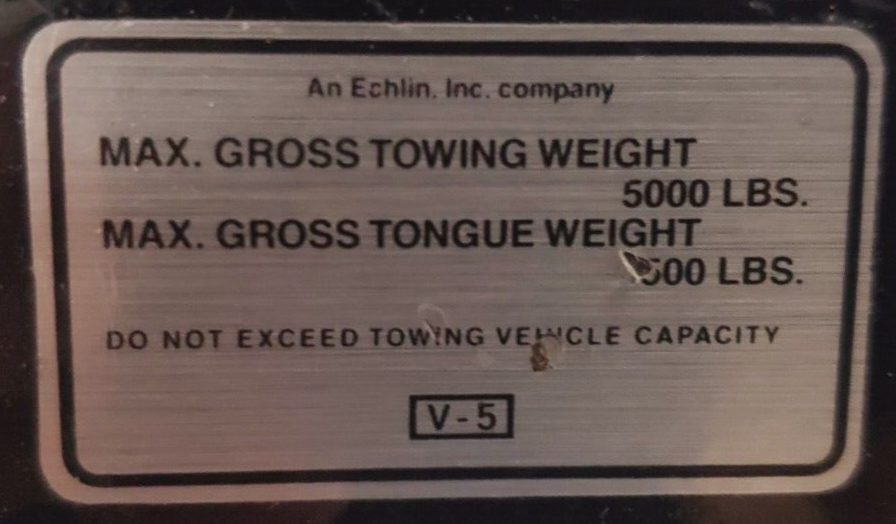 An Echlin, Inc. company
MAX. GROSS TOWING WEIGHT
5000 LBS.
MAX. GROSS TONGUE WEIGHT
500 LBS.
DO NOT EXCEED TOWING VEHICLE CAPACITY
V-5